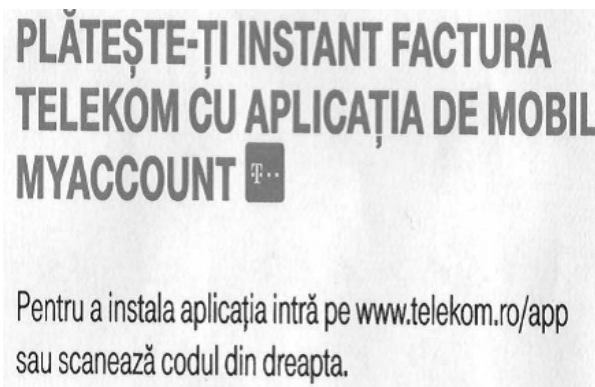 PLĂTEȘTE-ȚI INSTANT FACTURA
TELEKOM CU APLICAȚIA DE MOBIL
MYACCOUNT T··
Pentru a instala aplicația intră pe www.telekom.ro/app
sau scanează codul din dreapta.